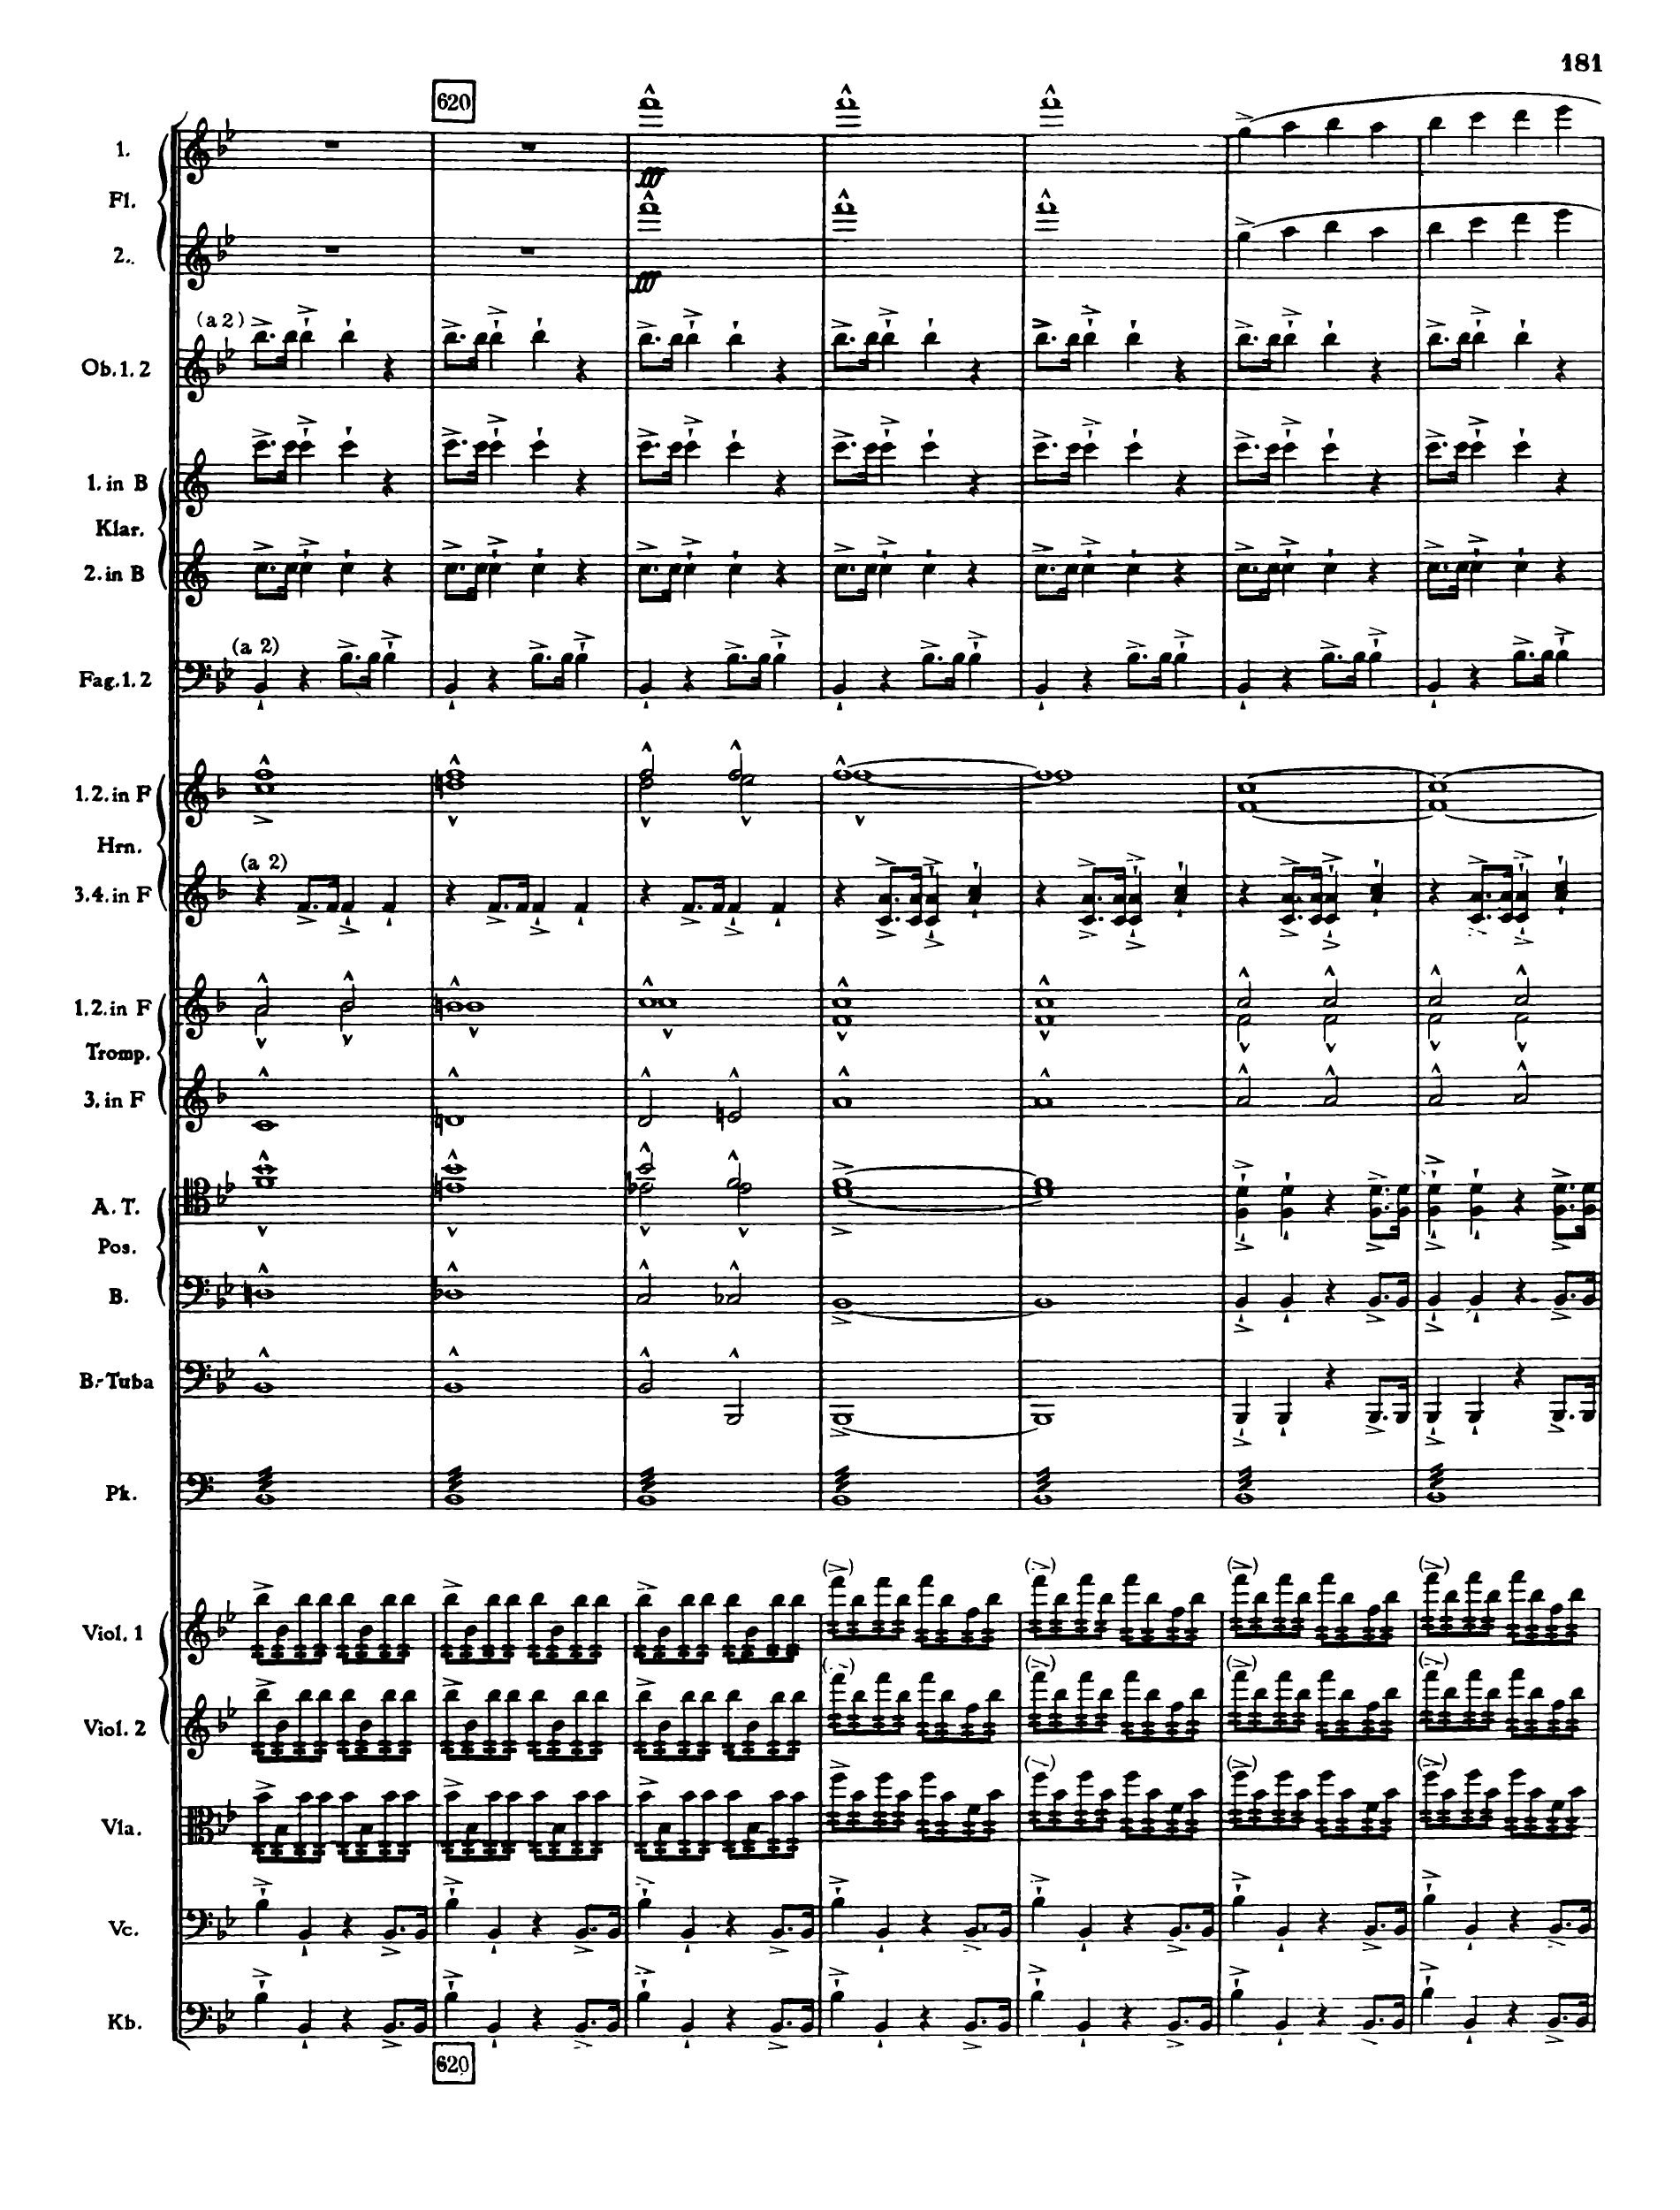 181
620
1.
Fl.
2.
(a 2)
fff
fff
Ob. 1. 2
1. in B
Klar.
2. in B
(a 2)
Fag. 1. 2
1. 2. in F
Hrn.
(a 2)
3. 4. in F
1. 2. in F
Tromp.
3. in F
A. T.
Pos.
B.
B.-Tuba
Pk.
Viol. 1
Viol. 2
Vla.
Vc.
Kb.
620